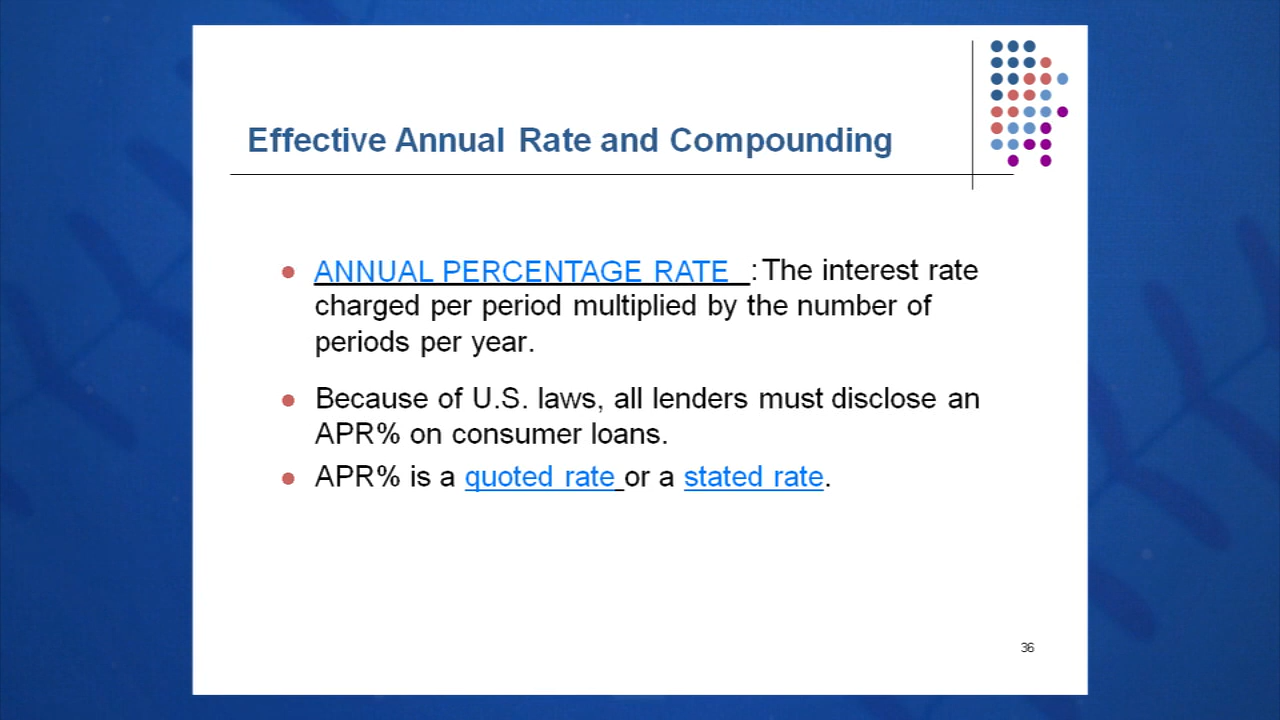 Effective Annual Rate and Compounding
ANNUAL PERCENTAGE RATE : The interest rate
charged per period multiplied by the number of
periods per year.
Because of U.S. laws, all lenders must disclose an
APR% on consumer loans.
APR% is a quoted rate or a stated rate.
36